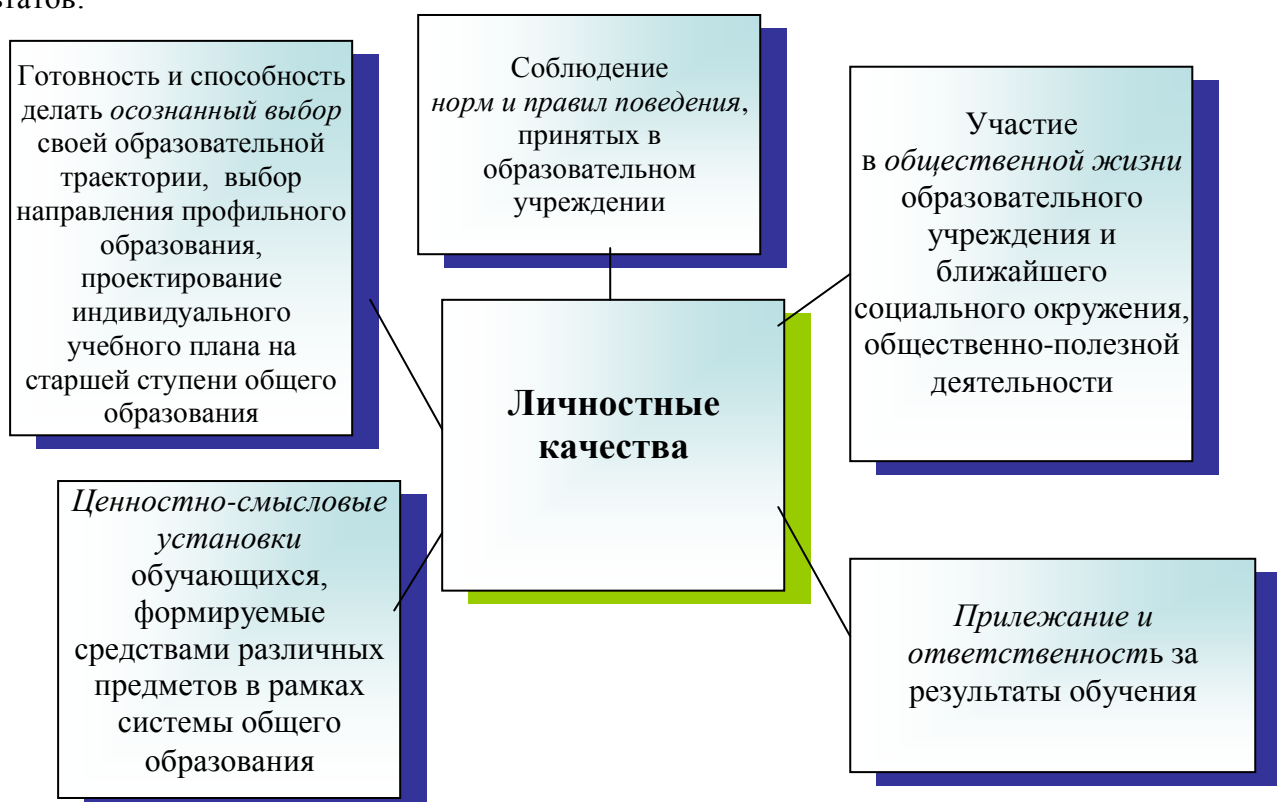 Готовность и способность
делать осознанный выбор
своей образовательной
траектории, выбор
направления профильного
образования,
проектирование
индивидуального
учебного плана на
старшей ступени общего
образования
Соблюдение
норм и правил поведения,
принятых в
образовательном
учреждении
Участие
в общественной жизни
образовательного
учреждения и
ближайшего
социального окружения,
общественно-полезной
деятельности
Личностные
качества
Ценностно-смысловые
установки
обучающихся,
формируемые
средствами различных
предметов в рамках
системы общего
образования
Прилежание и
ответственность за
результаты обучения